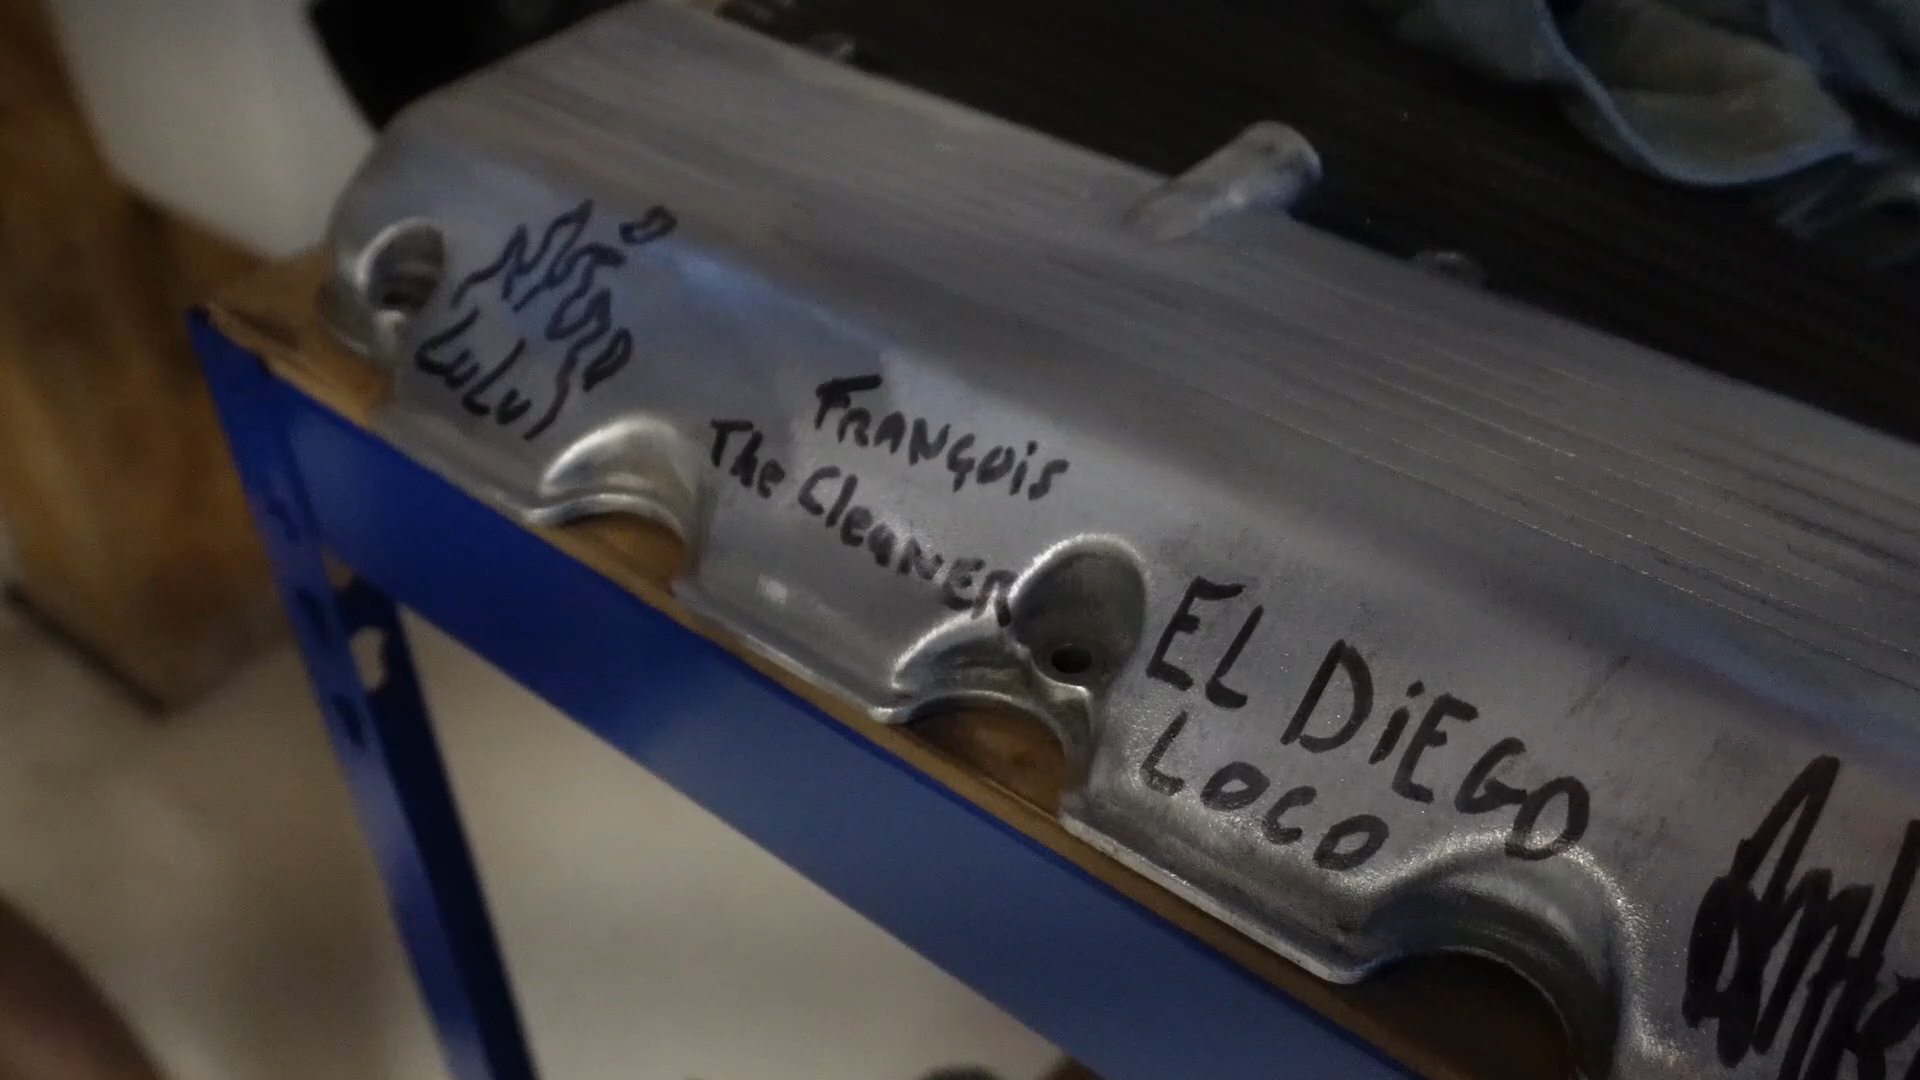 LuLu
FRANÇOiS
The CleaNER
EL DiEGO
LOCO